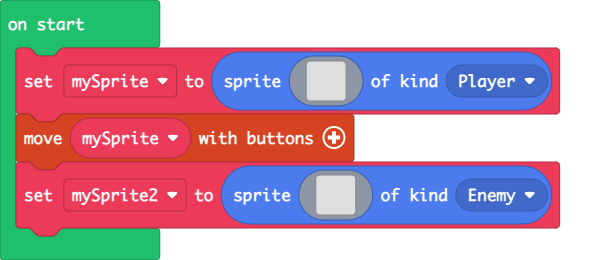 on start
set mySprite to sprite of kind Player
move mySprite with buttons
set mySprite2 to sprite of kind Enemy